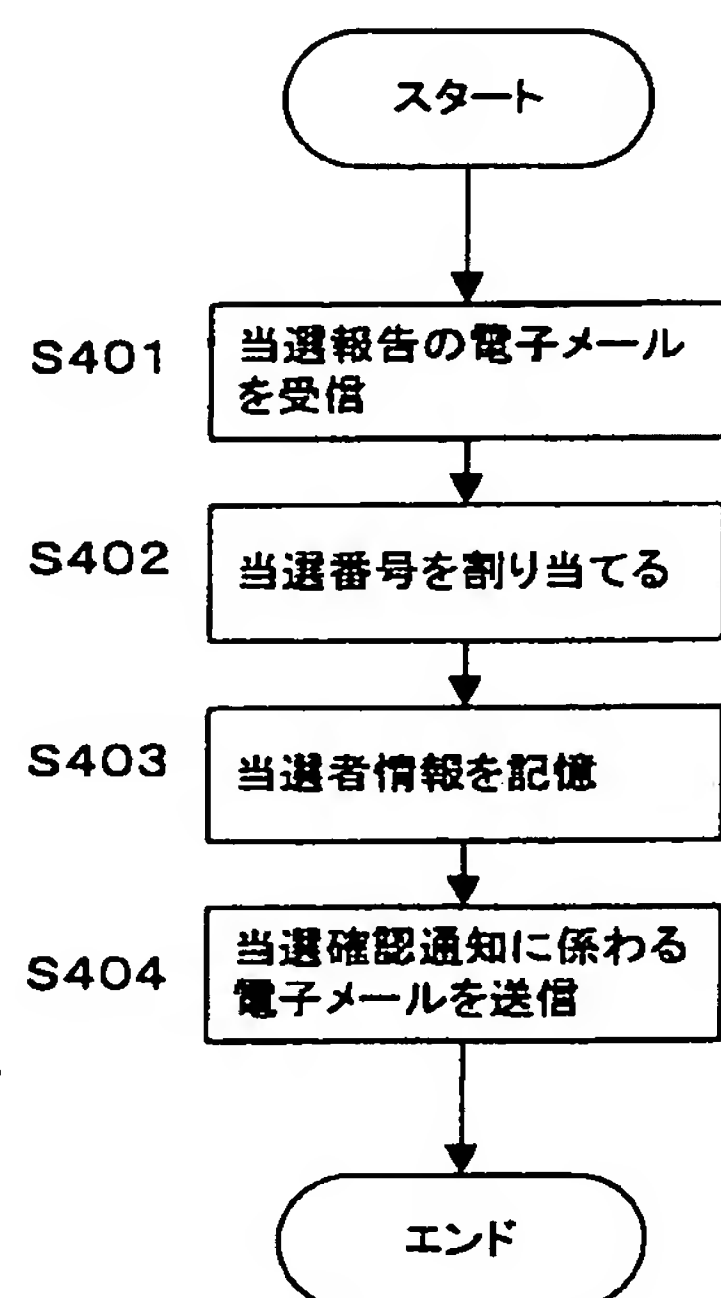 スタート
S401
当選報告の電子メール
を受信
S402
当選番号を割り当てる
S403
当選者情報を記憶
S404
当選確認通知に係わる
電子メールを送信
エンド